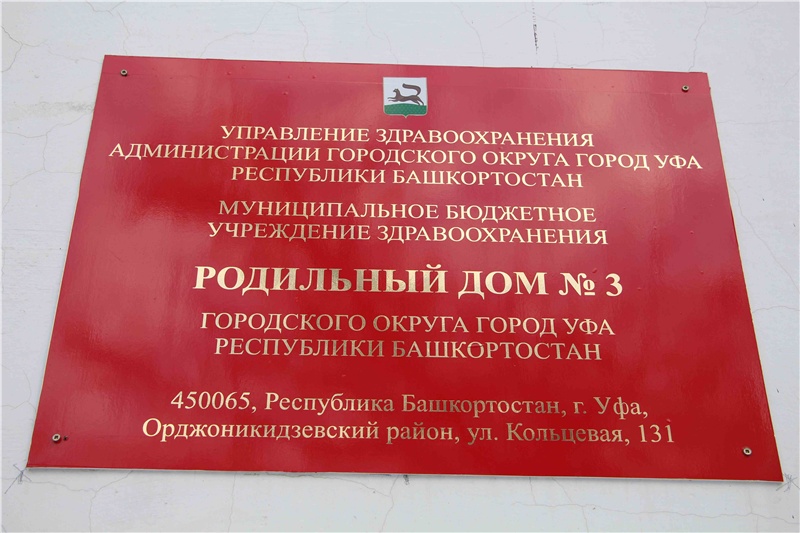 УПРАВЛЕНИЕ ЗДРАВООХРАНЕНИЯ
АДМИНИСТРАЦИИ ГОРОДСКОГО ОКРУГА ГОРОД УФА
РЕСПУБЛИКИ БАШКОРТОСТАН
МУНИЦИПАЛЬНОЕ БЮДЖЕТНОЕ
УЧРЕЖДЕНИЕ ЗДРАВООХРАНЕНИЯ
РОДИЛЬНЫЙ ДОМ № 3
ГОРОДСКОГО ОКРУГА ГОРОД УФА
РЕСПУБЛИКИ БАШКОРТОСТАН
450065, Республика Башкортостан, г. Уфа,
Орджоникидзевский район, ул. Кольцевая, 131